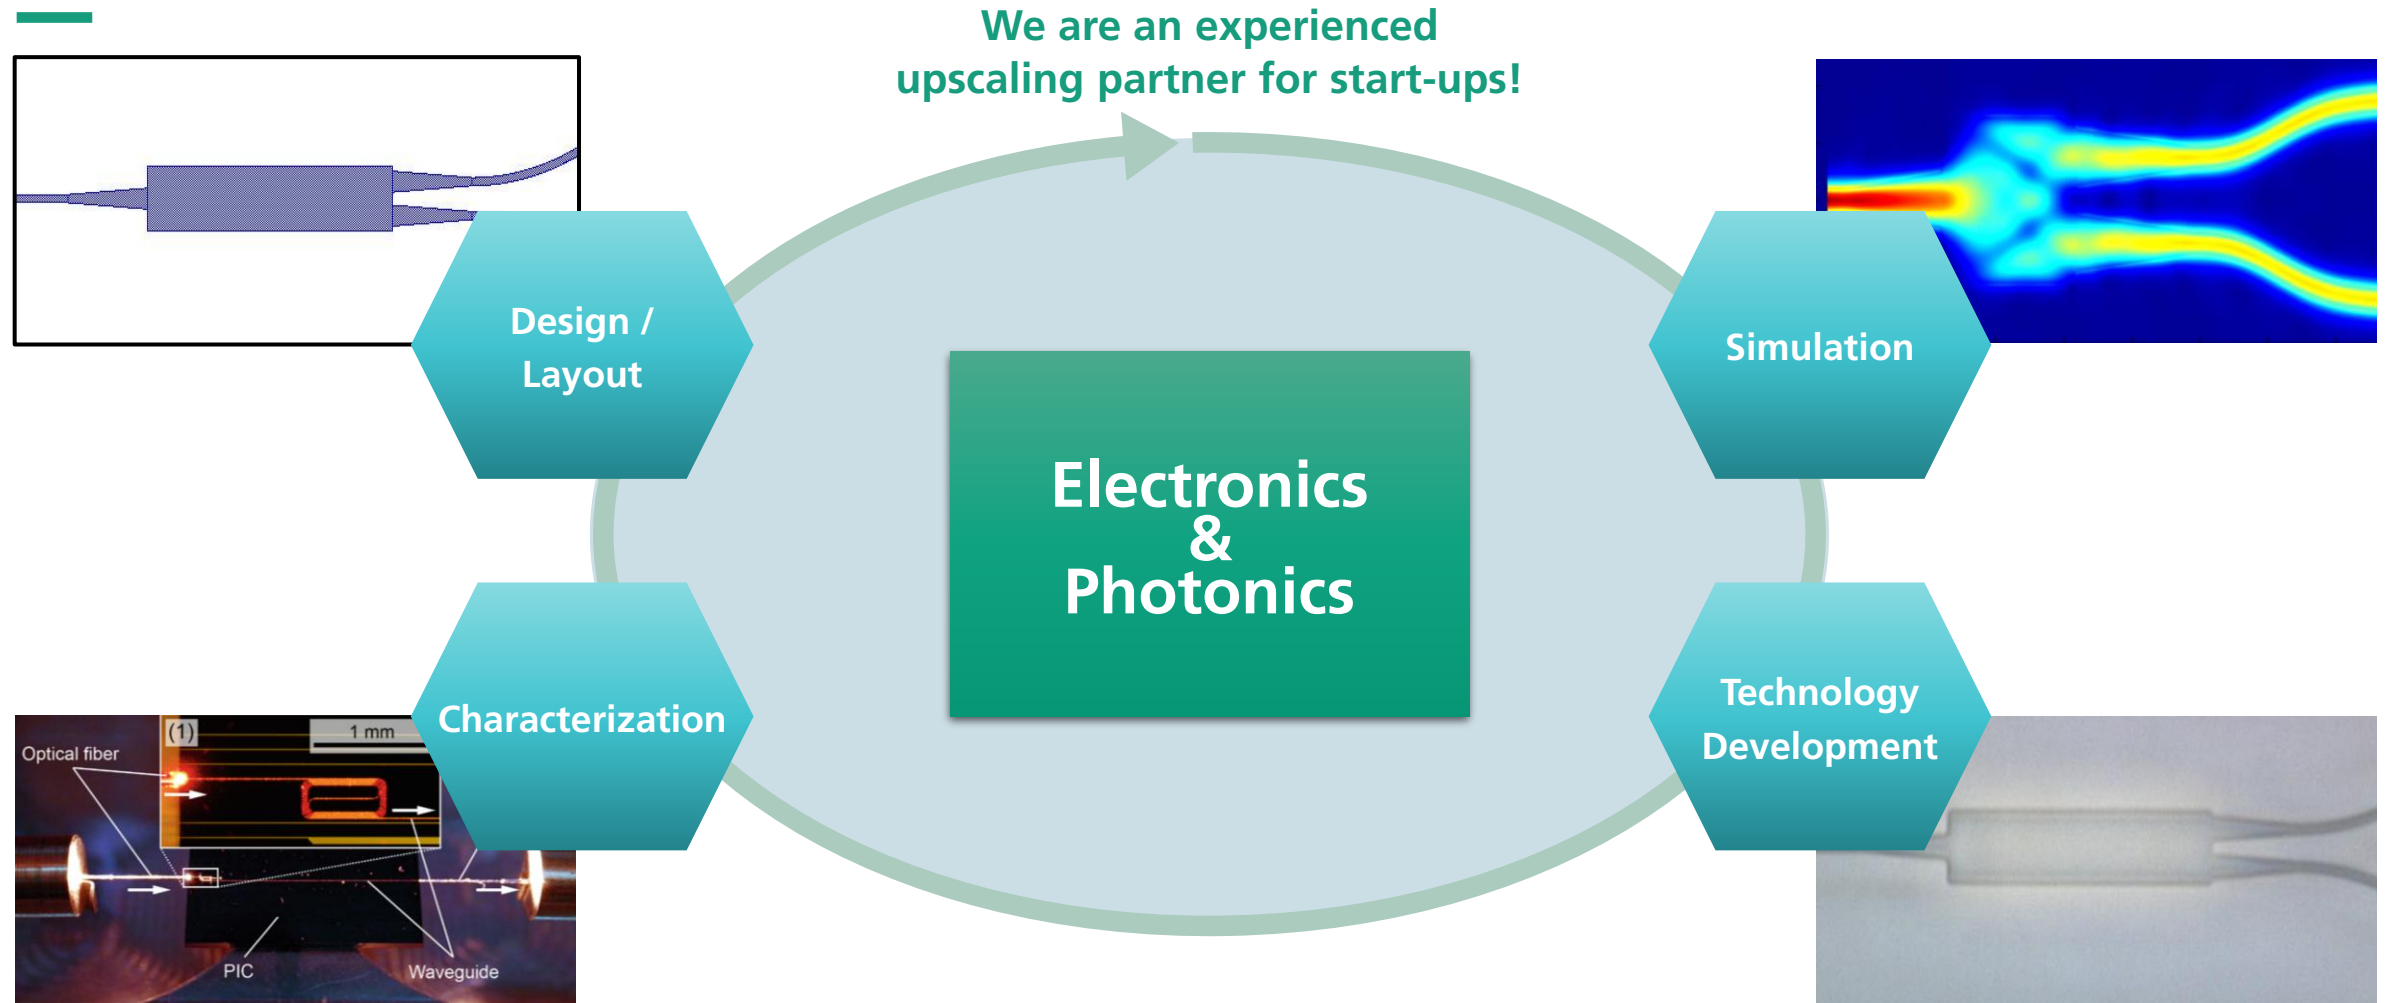 We are an experienced
upscaling partner for start-ups!
Design /
Layout
Simulation
Electronics
&
Photonics
Characterization
Technology
Development
(1)
1 mm
Optical fiber
PIC
Waveguide